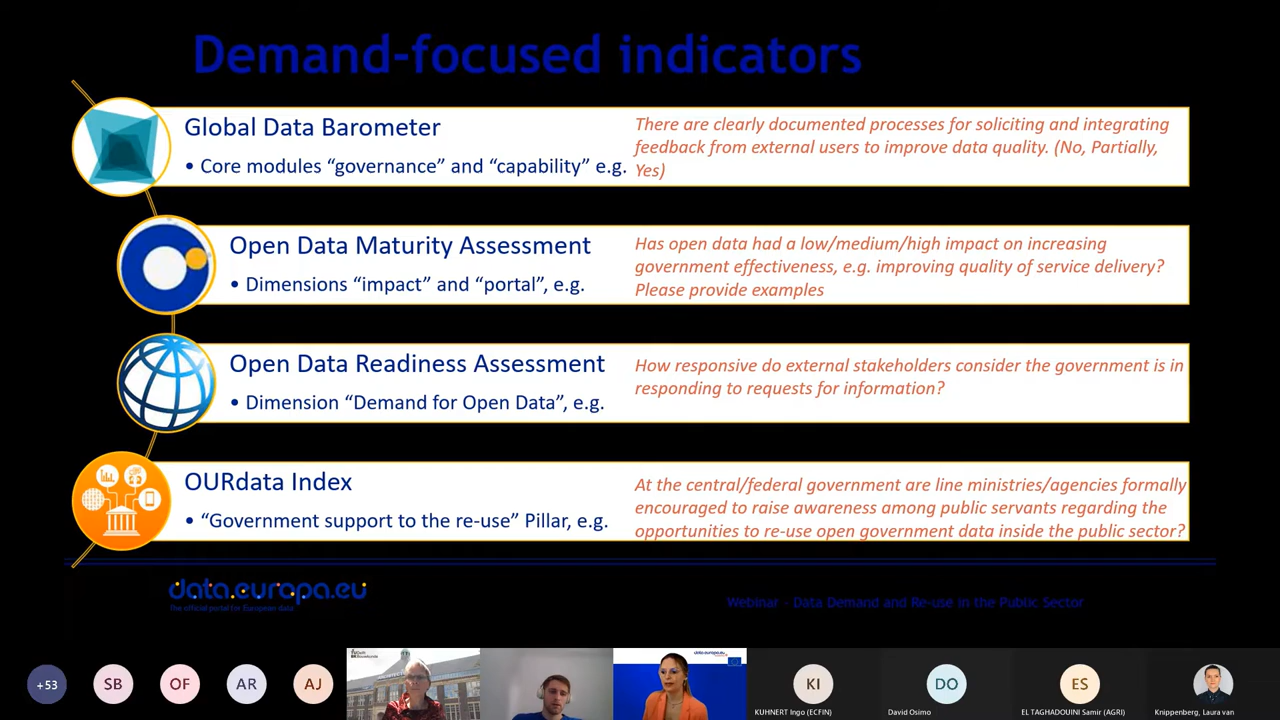 Demand-focused indicators
Global Data Barometer
• Core modules “governance” and “capability” e.g.
There are clearly documented processes for soliciting and integrating
feedback from external users to improve data quality. (No, Partially,
Yes)
Open Data Maturity Assessment
• Dimensions “impact” and “portal”, e.g.
Has open data had a low/medium/high impact on increasing
government effectiveness, e.g. improving quality of service delivery?
Please provide examples
Open Data Readiness Assessment
• Dimension “Demand for Open Data”, e.g.
How responsive do external stakeholders consider the government is in
responding to requests for information?
OURdata Index
• “Government support to the re-use” Pillar, e.g.
At the central/federal government are line ministries/agencies formally
encouraged to raise awareness among public servants regarding the
opportunities to re-use open government data inside the public sector?
data.europa.eu
The official portal for European data
Webinar - Data Demand and Re-use in the Public Sector
+53
SB
OF
AR
AJ
data.europa.eu
KI
DO
ES
KUHNERT Ingo (ECFIN)
David Osimo
EL TAGHADOUINI Samir (AGRI)
Knippenberg, Laura van